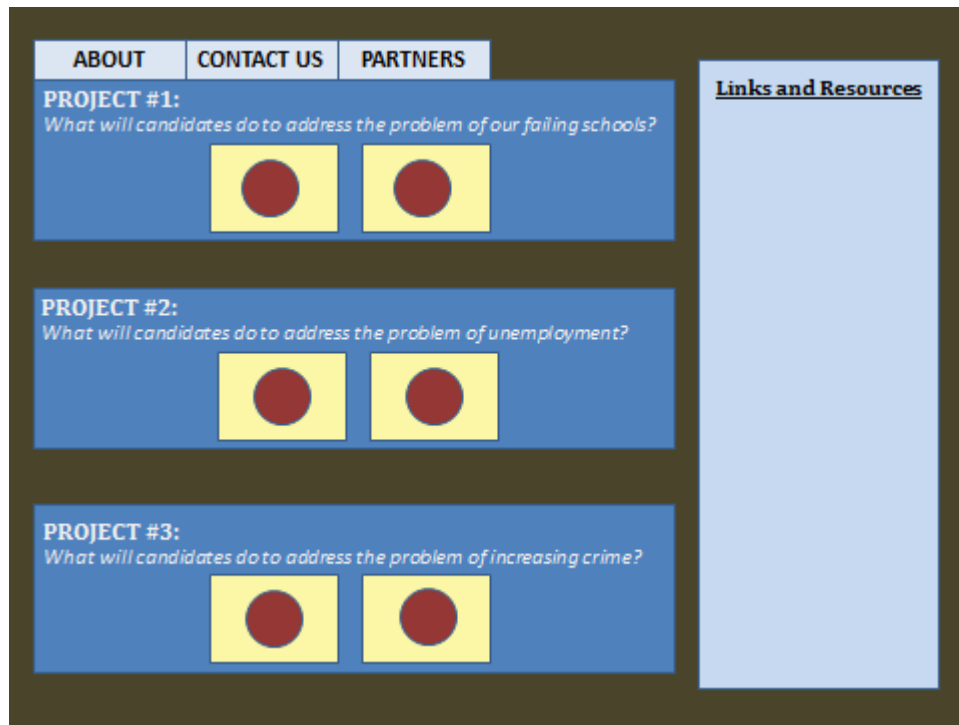 ABOUT CONTACT US PARTNERS
PROJECT #1:
What will candidates do to address the problem of our failing schools?
PROJECT #2:
What will candidates do to address the problem of unemployment?
PROJECT #3:
What will candidates do to address the problem of increasing crime?
Links and Resources